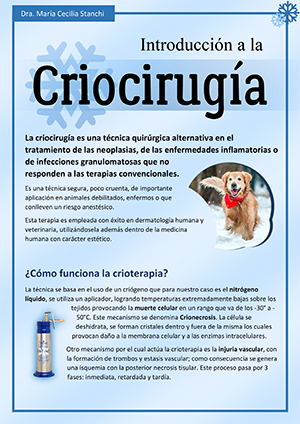 Dra. María Cecilia Stanchi
Introducción a la
Criocirugía
La criocirugía es una técnica quirúrgica alternativa en el
tratamiento de las neoplasias, de las enfermedades inflamatorias o
de infecciones granulomatosas que no
responden a las terapias convencionales.
Es una técnica segura, poco cruenta, de importante
aplicación en animales debilitados, enfermos o que
conlleven un riesgo anestésico.
Esta terapia es empleada con éxito en dermatología humana y
veterinaria, utilizándosela además dentro de la medicina
humana con carácter estético.
¿Cómo funciona la crioterapia?
La técnica se basa en el uso de un criógeno que para nuestro caso es el nitrógeno
líquido, se utiliza un aplicador, logrando temperaturas extremadamente bajas sobre los
tejidos provocando la muerte celular en un rango que va de los -30° a -
50°C. Este mecanismo se denomina Crionecrosis. La célula se
deshidrata, se forman cristales dentro y fuera de la misma los cuales
provocan daño a la membrana celular y a las enzimas intracelulares.
Otro mecanismo por el cual actúa la crioterapia es la injuria vascular, con
la formación de trombos y estasis vascular; como consecuencia se genera
una isquemia con la posterior necrosis tisular. Este proceso pasa por 3
fases: inmediata, retardada y tardía.